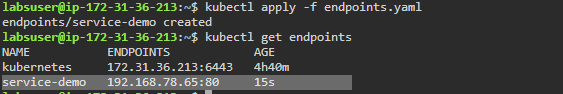 labsuser@ip-172-31-36-213:~$ kubectl apply -f endpoints.yaml
endpoints/service-demo created
labsuser@ip-172-31-36-213:~$ kubectl get endpoints
NAME ENDPOINTS AGE
kubernetes 172.31.36.213:6443 4h40m
service-demo 192.168.78.65:80 15s